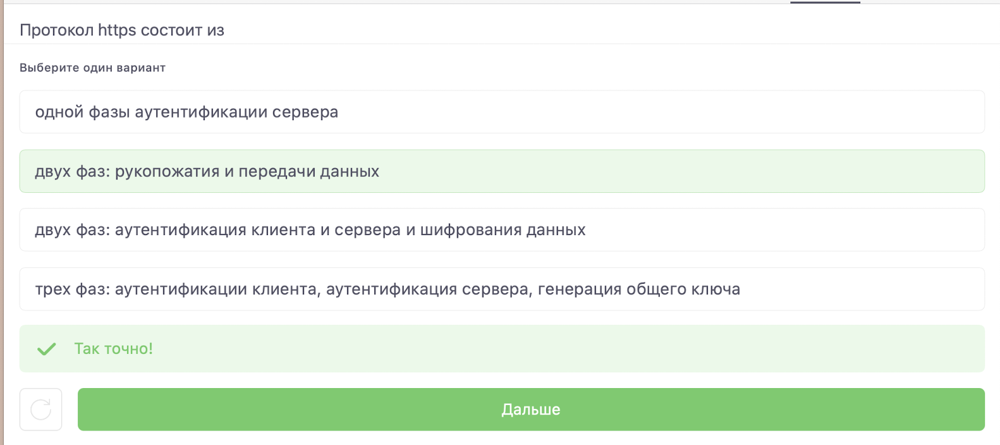 Протокол https состоит из
Выберите один вариант
одной фазы аутентификации сервера
двух фаз: рукопожатия и передачи данных
двух фаз: аутентификация клиента и сервера и шифрования данных
трех фаз: аутентификации клиента, аутентификация сервера, генерация общего ключа
Так точно!
Дальше